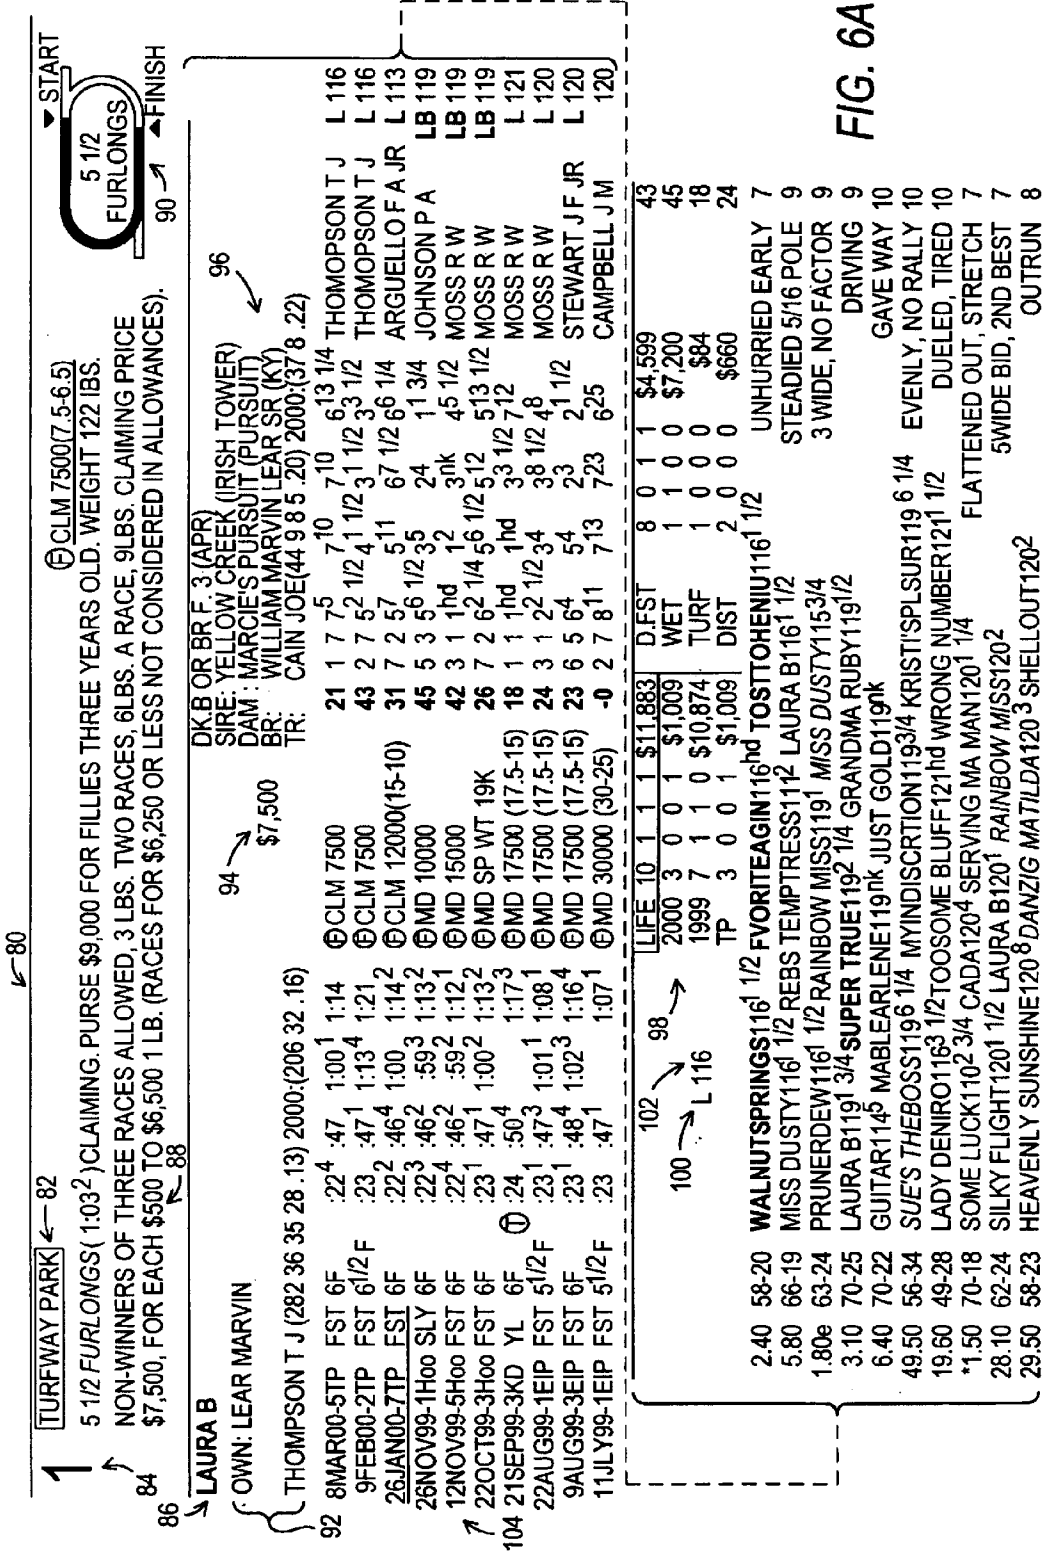 80
1 TURFWAY PARK 82
5 1/2 FURLONGS( 1:03²)CLAIMING. PURSE $9,000 FOR FILLIES THREE YEARS OLD. WEIGHT 122 IBS.
Ⓕ CLM 7500(7.5-6.5)
NON-WINNERS OF THREE RACES ALLOWED, 3 LBS. TWO RACES, 6LBS. A RACE, 9LBS. CLAIMING PRICE
$7,500, FOR EACH $500 TO $6,500 1 LB. (RACES FOR $6,250 OR LESS NOT CONSIDERED IN ALLOWANCES).
START
5 1/2
FURLONGS
FINISH
90
84
86
88
LAURA B
OWN: LEAR MARVIN
THOMPSON T J (282 36 35 28 .13) 2000:(206 32 .16)
92
94
$7,500
DK.B OR BR F. 3 (APR)
SIRE: YELLOW CREEK (IRISH TOWER)
DAM : MARCIE'S PURSUIT (PURSUIT)
BR: WILLIAM MARVIN LEAR SR (KY)
TR: CAIN JOE(44 9 8 5 .20) 2000:(37 8 .22)
96
8MAR00-5TP FST 6F :22⁴ :47 1:00¹ 1:14 Ⓕ CLM 7500 21 1 7 7⁵ 7¹⁰ 7¹⁰ 6¹³ 1/4 THOMOPSON T J L 116
9FEB00-2TP FST 6 1/2 F :23 :47¹ 1:13⁴ 1:21 Ⓕ CLM 7500 43 2 7 5² 1/2 4¹ 1/2 3¹ 1/2 3³ 1/2 THOMOPSON T J L 116
26JAN00-7TP FST 6F :22² :46⁴ 1:00 1:14² Ⓕ CLM 12000(15-10) 31 7 2 5⁷ 5¹¹ 6⁷ 1/2 6⁶ 1/4 ARGUELLO F A JR L 113
26NOV99-1Hoo SLY 6F :22³ :46² :59³ 1:13² Ⓕ MD 10000 45 5 3 5⁶ 1/2 3⁵ 2⁴ 1¹ 3/4 JOHNSON P A LB 119
12NOV99-5Hoo FST 6F :22⁴ :46² :59² 1:12¹ Ⓕ MD 15000 42 3 1 1hd 1² 3nk 4⁵ 1/2 MOSS R W LB 119
22OCT99-3Hoo FST 6F :23¹ :47¹ 1:00² 1:13² Ⓕ MD SP WT 19K 26 7 2 6² 1/4 5⁶ 1/2 5¹² 5¹³ 1/2 MOSS R W LB 119
104 21SEP99-3KD YL 6F Ⓣ :24 :50⁴ 1:17³ Ⓕ MD 17500 (17.5-15) 18 1 1 1hd 1hd 3³ 1/2 7¹² MOSS R W L 121
22AUG99-1EIP FST 5 1/2 F :23¹ :47³ 1:01¹ 1:08¹ Ⓕ MD 17500 (17.5-15) 24 3 1 2² 1/2 3⁴ 3⁸ 1/2 4⁸ MOSS R W L 120
9AUG99-3EIP FST 6F :23¹ :48⁴ 1:02³ 1:16⁴ Ⓕ MD 17500 (17.5-15) 23 6 5 6⁴ 5⁴ 2³ 2¹ 1/2 STEWART J F JR L 120
11JLY99-1EIP FST 5 1/2 F :23 :47¹ 1:07¹ Ⓕ MD 30000 (30-25) -0 2 7 8¹¹ 7¹³ 7²³ 6²⁵ CAMPBELL J M 120
102
100 L 116
98
LIFE 10 1 1 1 $11,883 D.FST 8 0 1 1 $4,599 43
2000 3 0 0 1 $1,009 WET 1 1 0 0 $7,200 45
1999 7 1 1 0 $10,874 TURF 1 0 0 0 $84 18
TP 3 0 0 1 $1,009 DIST 2 0 0 0 $660 24
2.40 58-20 WALNUTSPRINGS116¹ 1/2 FVORITEAGIN116hd TOSTTOHENIU116¹ 1/2 UNHURRIED EARLY 7
5.80 66-19 MISS DUSTY116¹ 1/2 REBS TEMPTRESS111² LAURA B116¹ 1/2 STEADIED 5/16 POLE 9
1.80e 63-24 PRUNERDEW116¹ 1/2 RAINBOW MISS119¹ MISS DUSTY115³/4 3 WIDE, NO FACTOR 9
3.10 70-25 LAURA B119¹ 3/4 SUPER TRUE119² 1/4 GRANDMA RUBY119¹/2 DRIVING 9
6.40 70-22 GUITAR114⁵ MABLEARLENE119nk JUST GOLD119nk GAVE WAY 10
49.50 56-34 SUE'S THEBOSS119⁶ 1/4 MYINDISCRTION119³/4 KRISTI'SPLSUR119 ⁶ 1/4 EVENLY, NO RALLY 10
19.60 49-28 LADY DENIRO116³ 1/2 TOOSOME BLUFF121hd WRONG NUMBER121¹ 1/2 DUELED, TIRED 10
*1.50 70-18 SOME LUCK110² 3/4 CADA120⁴ SERVING MA MAN120¹ 1/4 FLATTENED OUT, STRETCH 7
28.10 62-24 SILKY FLIGHT120¹ 1/2 LAURA B120¹ RAINBOW MISS120² 5WIDE BID, 2ND BEST 7
29.50 58-23 HEAVENLY SUNSHINE120⁸ DANZIG MATILDA120³ SHELLOUT120² OUTRUN 8
FIG. 6A